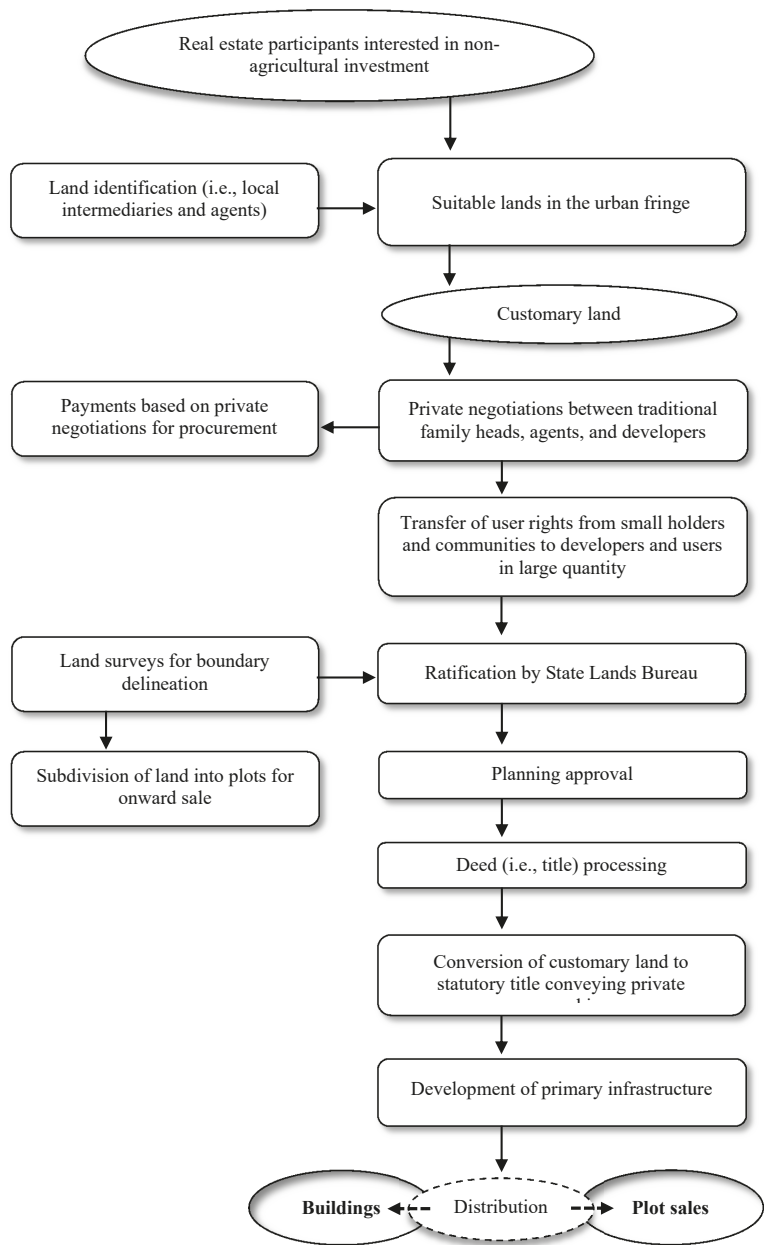 Real estate participants interested in non-
agricultural investment
Land identification (i.e., local
intermediaries and agents)
Suitable lands in the urban fringe
Customary land
Payments based on private
negotiations for procurement
Private negotiations between traditional
family heads, agents, and developers
Transfer of user rights from small holders
and communities to developers and users
in large quantity
Land surveys for boundary
delineation
Ratification by State Lands Bureau
Subdivision of land into plots for
onward sale
Planning approval
Deed (i.e., title) processing
Conversion of customary land to
statutory title conveying private
Development of primary infrastructure
Buildings
Distribution
Plot sales